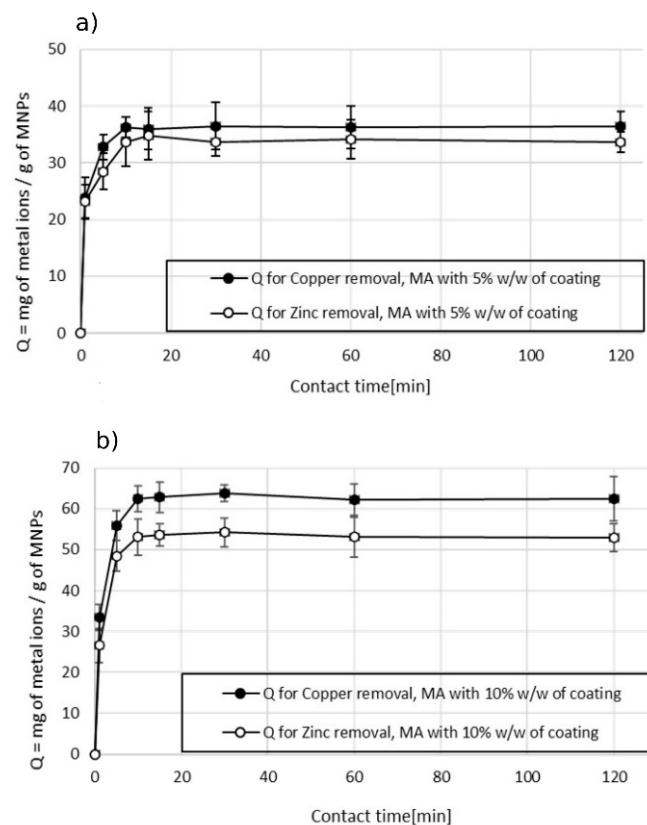 a)
50
40
30
20
10
0
Q = mg of metal ions / g of MNPs
Q for Copper removal, MA with 5% w/w of coating
Q for Zinc removal, MA with 5% w/w of coating
0 20 40 60 80 100 120
Contact time[min]
b)
70
60
50
40
30
20
10
0
Q = mg of metal ions / g of MNPs
Q for Copper removal, MA with 10% w/w of coating
Q for Zinc removal, MA with 10% w/w of coating
0 20 40 60 80 100 120
Contact time[min]